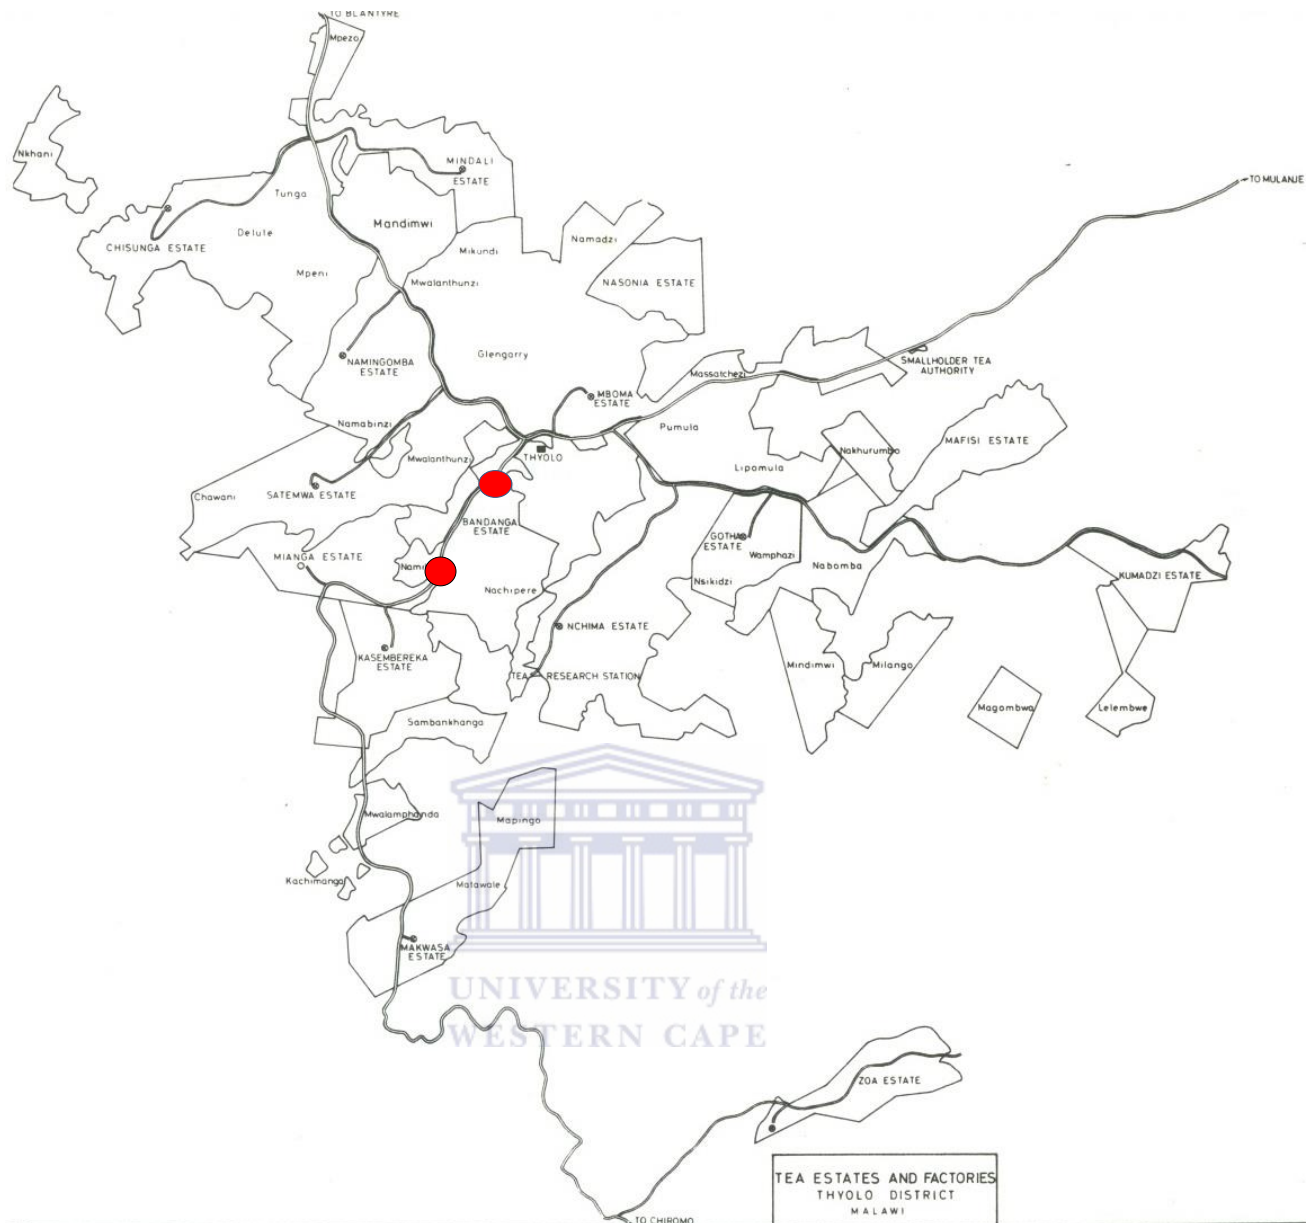 TO BLANTYRE
Mpezo
Nkhani
MINDALI
ESTATE
TO MULANJE
Tunga
Mandimwi
Delule
CHISUNGA ESTATE
Namadzi
Mikundi
Mpeni
Mwalanthunzi
NASONIA ESTATE
Glengarry
NAMINGOMBA
ESTATE
SMALLHOLDER TEA
AUTHORITY
Massatchezi
MBOMA
ESTATE
Namabinzi
Pumula
MAFISI ESTATE
Nakhurumbo
Mwalanthunzi
THYOLO
Lipomula
Chawani
SATEMWA ESTATE
BANDANGA
ESTATE
GOTHA
ESTATE
Wamphazi
MIANGA ESTATE
Nami
Nabomba
Nsikidzi
KUMADZI ESTATE
Nachipere
NCHIMA ESTATE
KASEMBEREKA
ESTATE
Mindimwi
Milango
TEA RESEARCH STATION
Magombwa
Lelembwe
Sambankhanga
Mwalamphanda
Mapingo
Kachimanga
Matawale
MAKWASA
ESTATE
UNIVERSITY of the
WESTERN CAPE
ZOA ESTATE
TEA ESTATES AND FACTORIES
THYOLO DISTRICT
MALAWI
TO CHIROMO